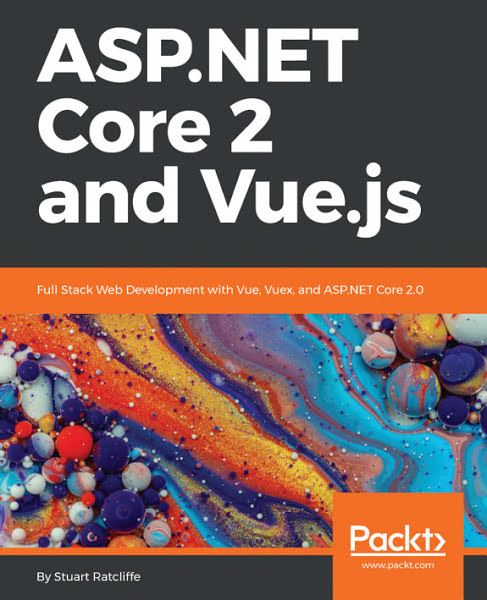 ASP.NET
Core 2
and Vue.js
Full Stack Web Development with Vue, Vuex, and ASP.NET Core 2.0
Packt>
www.packt.com
By Stuart Ratcliffe